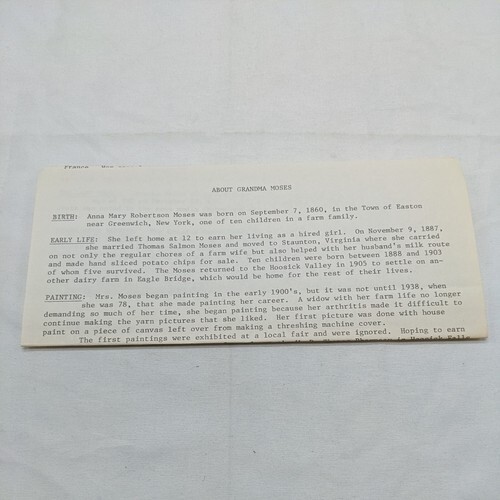 ABOUT GRANDMA MOSES
BIRTH: Anna Mary Robertson Moses was born on September 7, 1860, in the Town of Easton
near Greenwich, New York, one of ten children in a farm family.
EARLY LIFE: She left home at 12 to earn her living as a hired girl. On November 9, 1887,
she married Thomas Salmon Moses and moved to Staunton, Virginia where she carried
on not only the regular chores of a farm wife but also helped with her husband's milk route
and made hand sliced potato chips for sale. Ten children were born between 1888 and 1903
of whom five survived. The Moses returned to the Hoosick Valley in 1905 to settle on an-
other dairy farm in Eagle Bridge, which would be home for the rest of their lives.
PAINTING: Mrs. Moses began painting in the early 1900's, but it was not until 1938, when
she was 78, that she made painting her career. A widow with her farm life no longer
demanding so much of her time, she began painting because her arthritis made it difficult to
continue making the yarn pictures that she liked. Her first picture was done with house
paint on a piece of canvas left over from making a threshing machine cover.
The first paintings were exhibited at a local fair and were ignored. Hoping to earn
in Hoosick Falls